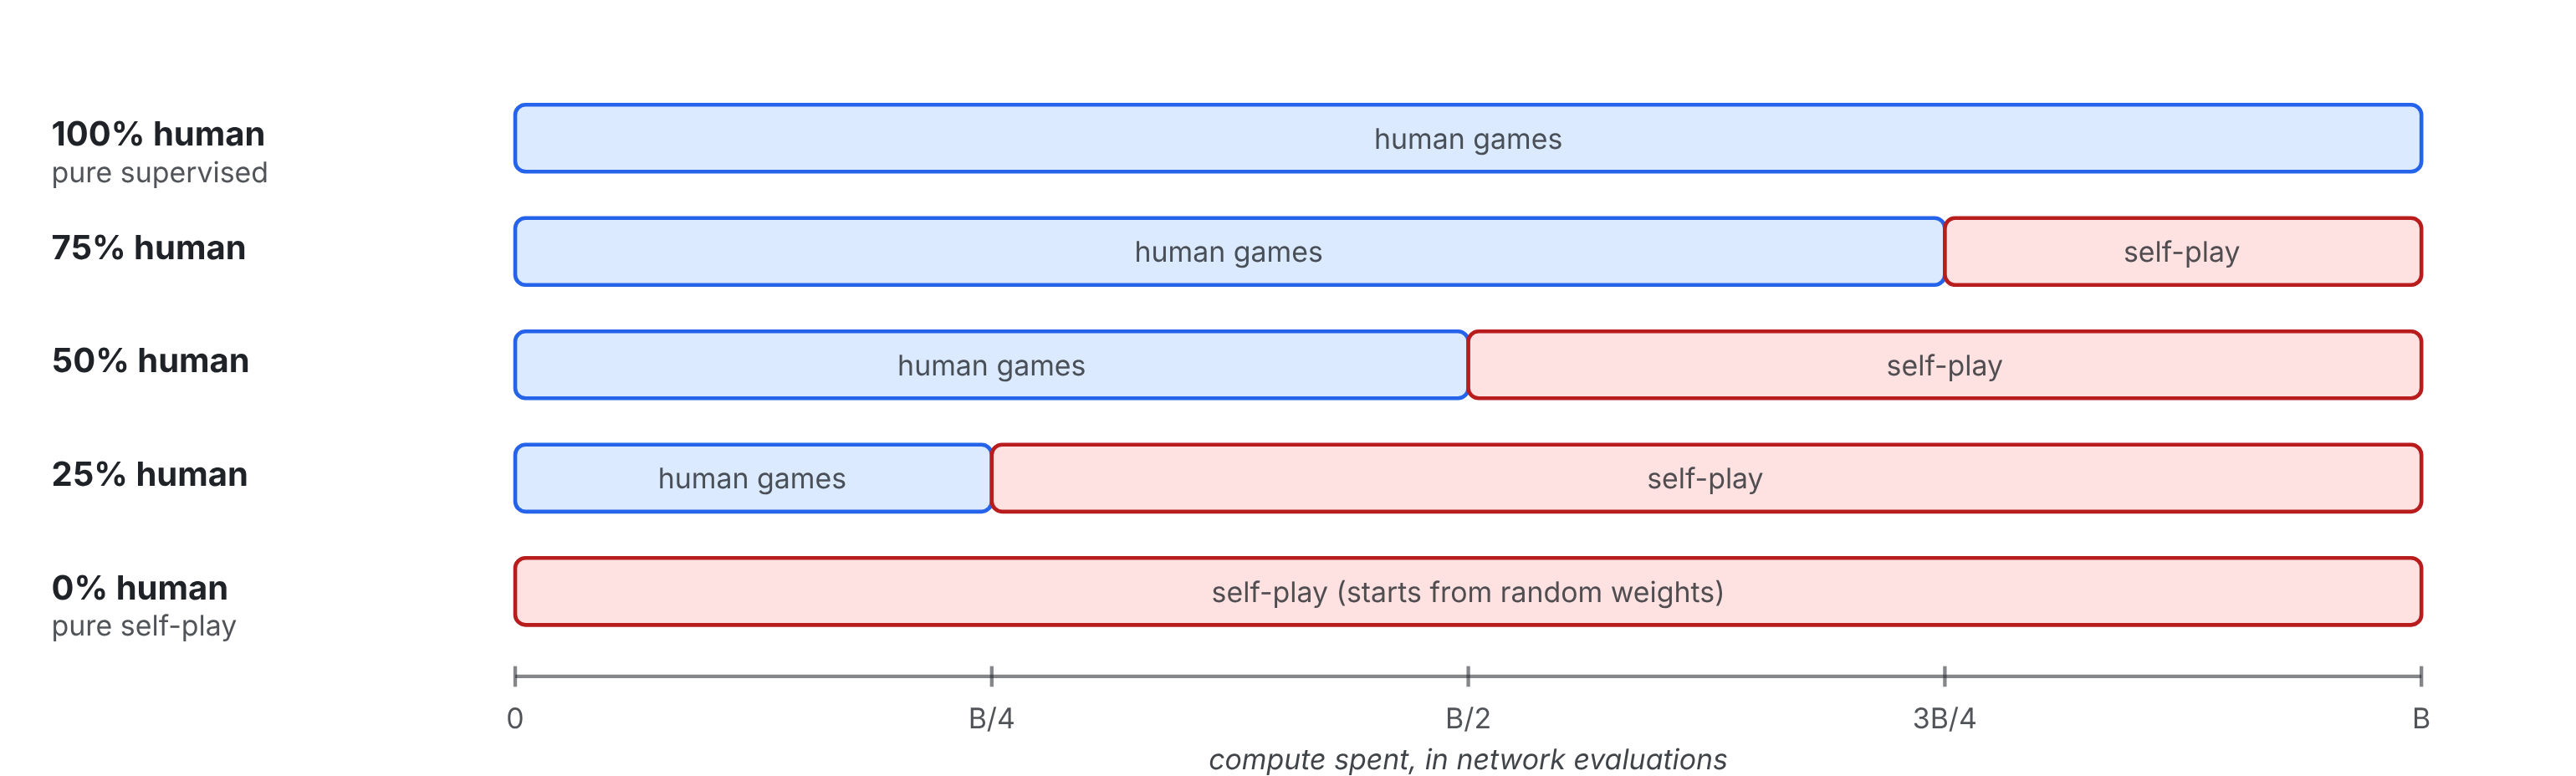 100% human
pure supervised
human games
75% human
human games
self-play
50% human
human games
self-play
25% human
human games
self-play
0% human
pure self-play
self-play (starts from random weights)
0
B/4
B/2
3B/4
B
compute spent, in network evaluations